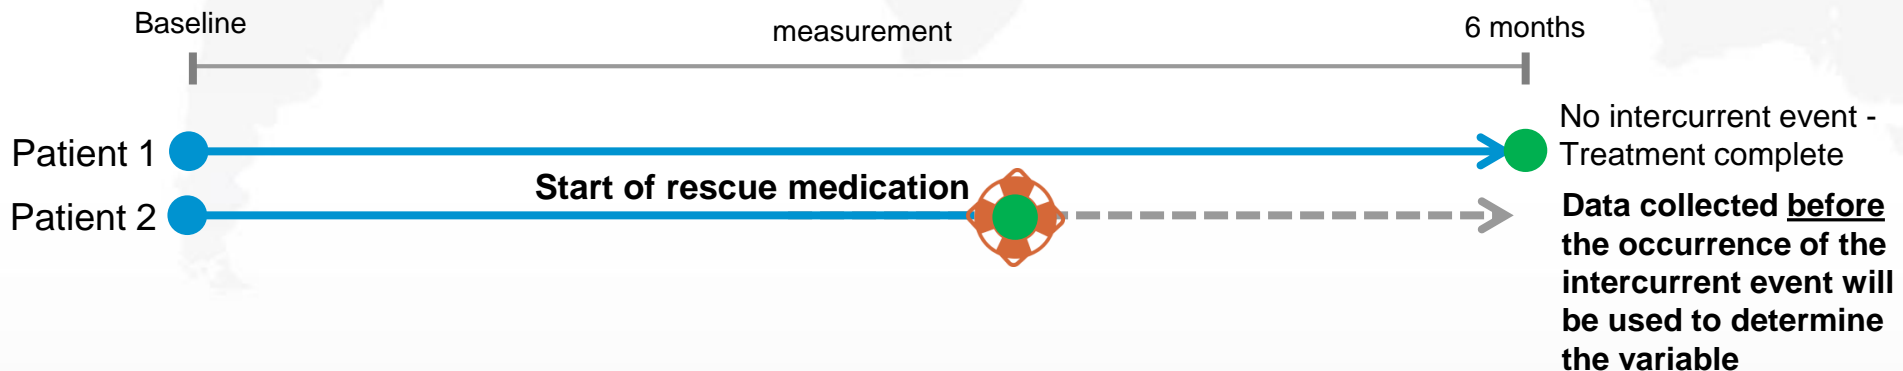 Baseline
measurement
6 months
Patient 1
No intercurrent event -
Treatment complete
Start of rescue medication
Patient 2
Data collected before
the occurrence of the
intercurrent event will
be used to determine
the variable